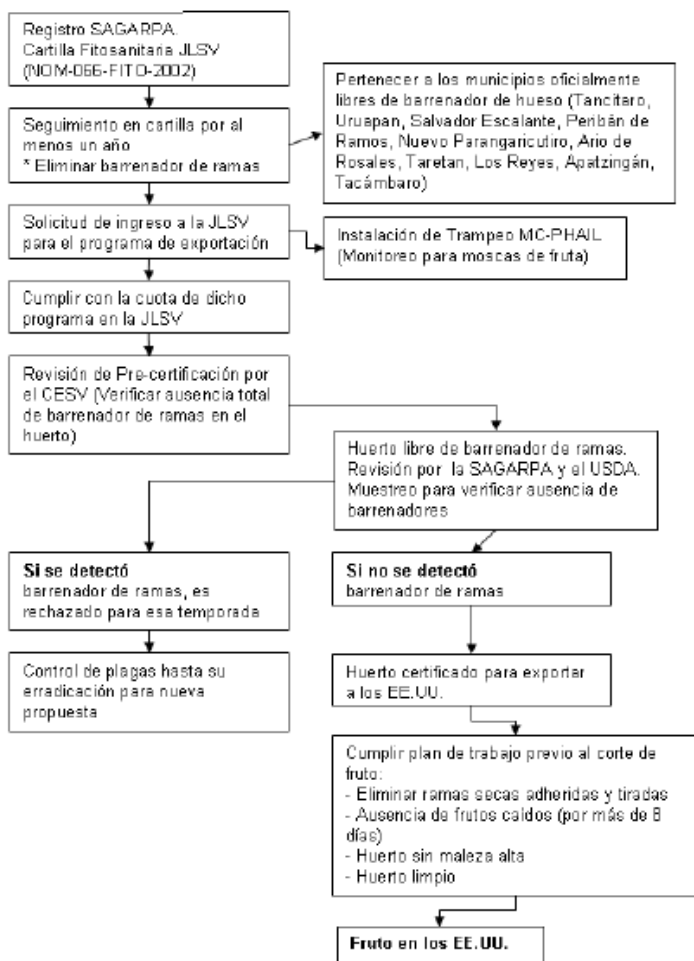 Registro SAGARPA.
Cartilla Fitosanitaria JLSV
(NOM-066-FITO-2002)
Seguimiento en cartilla por al
menos un año
* Eliminar barrenador de ramas
Pertenecer a los municipios oficialmente
libres de barrenador de hueso (Tancitaro,
Uruapan, Salvador Escalante, Peribán de
Ramos, Nuevo Parangaricutiro, Ario de
Rosales, Taretan, Los Reyes, Apatzingán,
Tacámbaro)
Solicitud de ingreso a la JLSV
para el programa de exportación
Instalación de Trampeo MC-PHAIL
(Monitoreo para moscas de fruta)
Cumplir con la cuota de dicho
programa en la JLSV
Revisión de Pre-certificación por
el CESV (Verificar ausencia total
de barrenador de ramas en el
huerto)
Huerto libre de barrenador de ramas.
Revisión por la SAGARPA y el USDA.
Muestreo para verificar ausencia de
barrenadores
Si se detectó
barrenador de ramas, es
rechazado para esa temporada
Si no se detectó
barrenador de ramas
Control de plagas hasta su
erradicación para nueva
propuesta
Huerto certificado para exportar
a los EE.UU.
Cumplir plan de trabajo previo al corte de
fruto:
- Eliminar ramas secas adheridas y tiradas
- Ausencia de frutos caídos (por más de 8
días)
- Huerto sin maleza alta
- Huerto limpio
Fruto en los EE.UU.